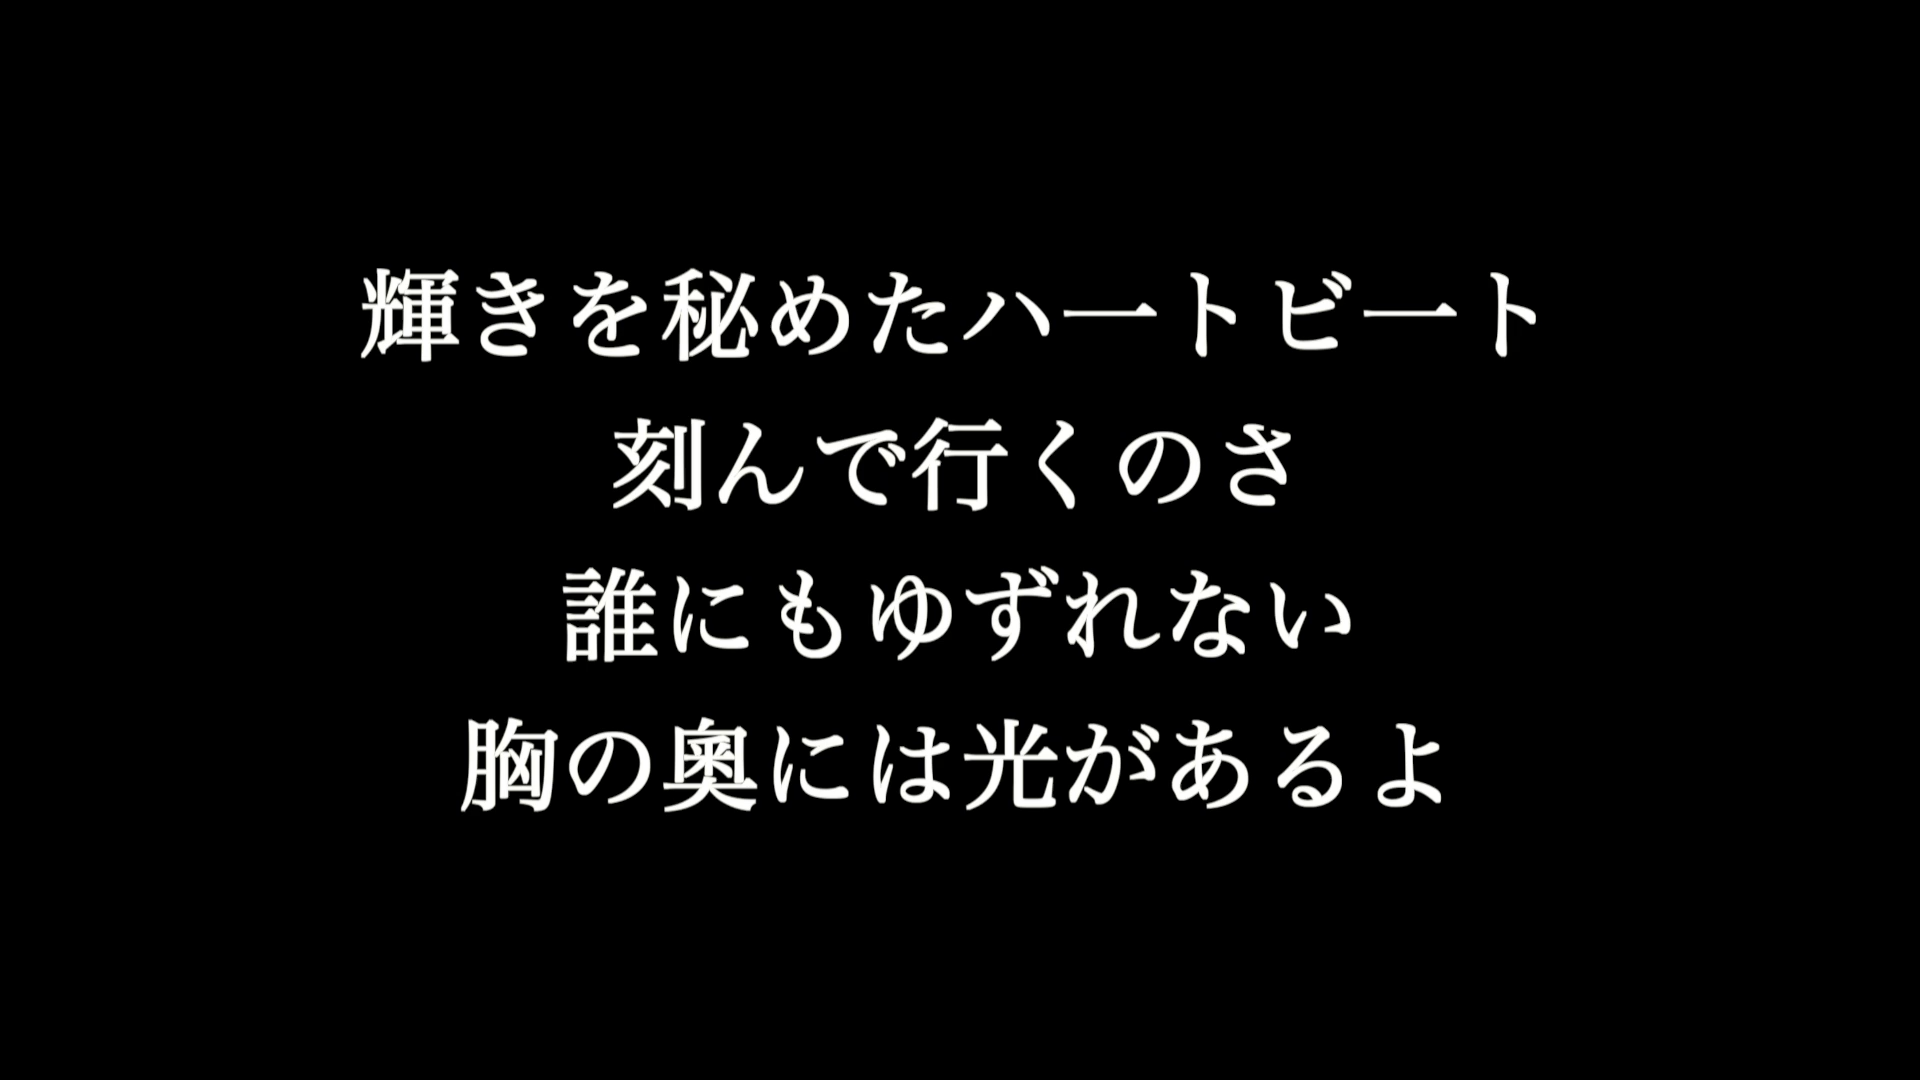 輝きを秘めたハートビート
刻んで行くのさ
誰にもゆずれない
胸の奥には光があるよ